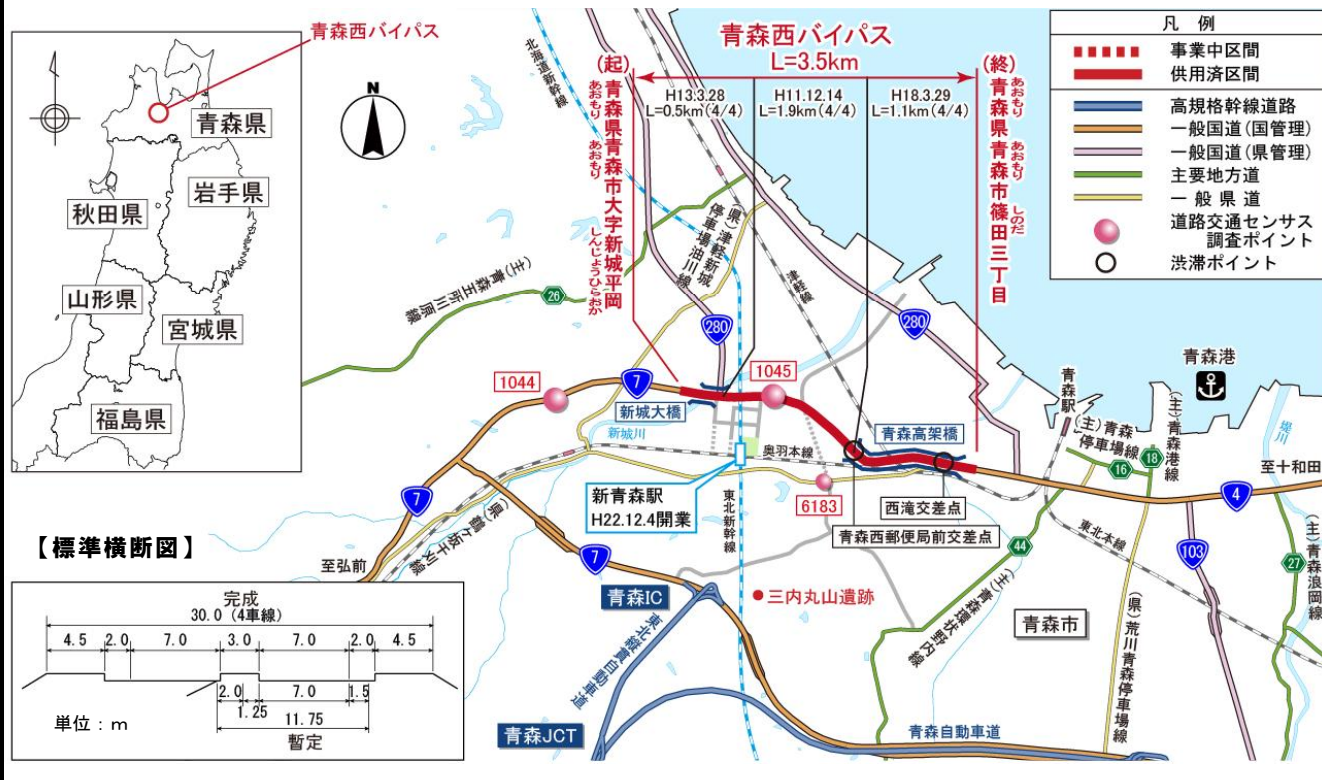 青森西バイパス
青森県
秋田県
岩手県
山形県
宮城県
福島県
N
青森西バイパス
L=3.5km
(起)
青森県青森市大字新城平岡
あおもり あおもり しんじょうひらおか
H13.3.28
L=0.5km(4/4)
H11.12.14
L=1.9km(4/4)
H18.3.29
L=1.1km(4/4)
(終)
青森県青森市篠田三丁目
あおもり あおもり しのだ
凡 例
事業中区間
供用済区間
高規格幹線道路
一般国道(国管理)
一般国道(県管理)
主要地方道
一 般 県 道
道路交通センサス
調査ポイント
渋滞ポイント
北海道新幹線
(県)津軽新城
停車場油川線
津軽線
(主)青森五所川原線
26
280
280
7
1044
1045
新城大橋
新城川
青森高架橋
奥羽本線
新青森駅
H22.12.4開業
東北新幹線
6183
西滝交差点
青森西郵便局前交差点
青森港
青森駅
(主)青森
停車場線
16
18
(主)青森港線
堤川
至十和田
4
東北本線
103
27
(主)青森浪岡線
44
(主)青森環状野内線
青森市
(県)荒川青森停車場線
7
(県)鶴ヶ坂千刈線
至弘前
7
青森IC
三内丸山遺跡
東北縦貫自動車道
青森JCT
青森自動車道
【標準横断図】
完成
30.0 (4車線)
4.5 2.0 7.0 3.0 7.0 2.0 4.5
2.0 7.0 1.5
1.25
11.75
暫定
単位:m